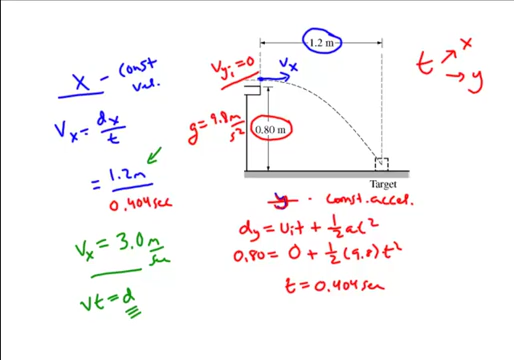 X - const vel.
Vx = dx/t
= 1.2m/0.404sec
Vx = 3.0 m/sec
vt = d
Vyi = 0
1.2 m
Vx
g = 9.8 m/s²
0.80 m
Target
t x
y
y - const. accel.
dy = Vit + 1/2 at²
0.80 = 0 + 1/2 (9.8) t²
t = 0.404 sec